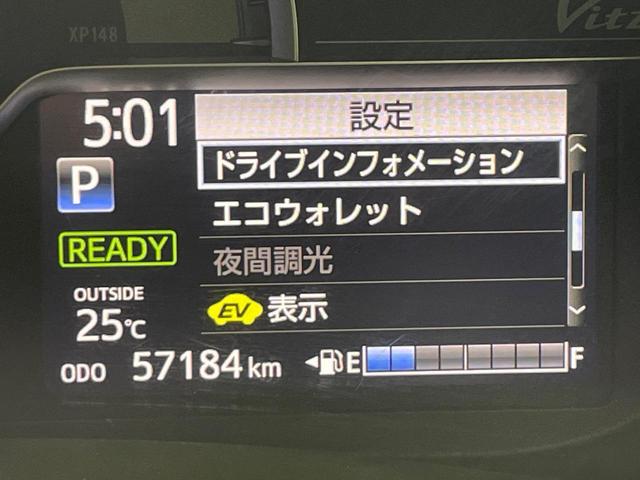 XP148
Vitz
5:01
設定
ドライブインフォメーション
P
エコウォレット
READY
夜間調光
OUTSIDE
25℃
EV 表示
ODO 57184 km
E F